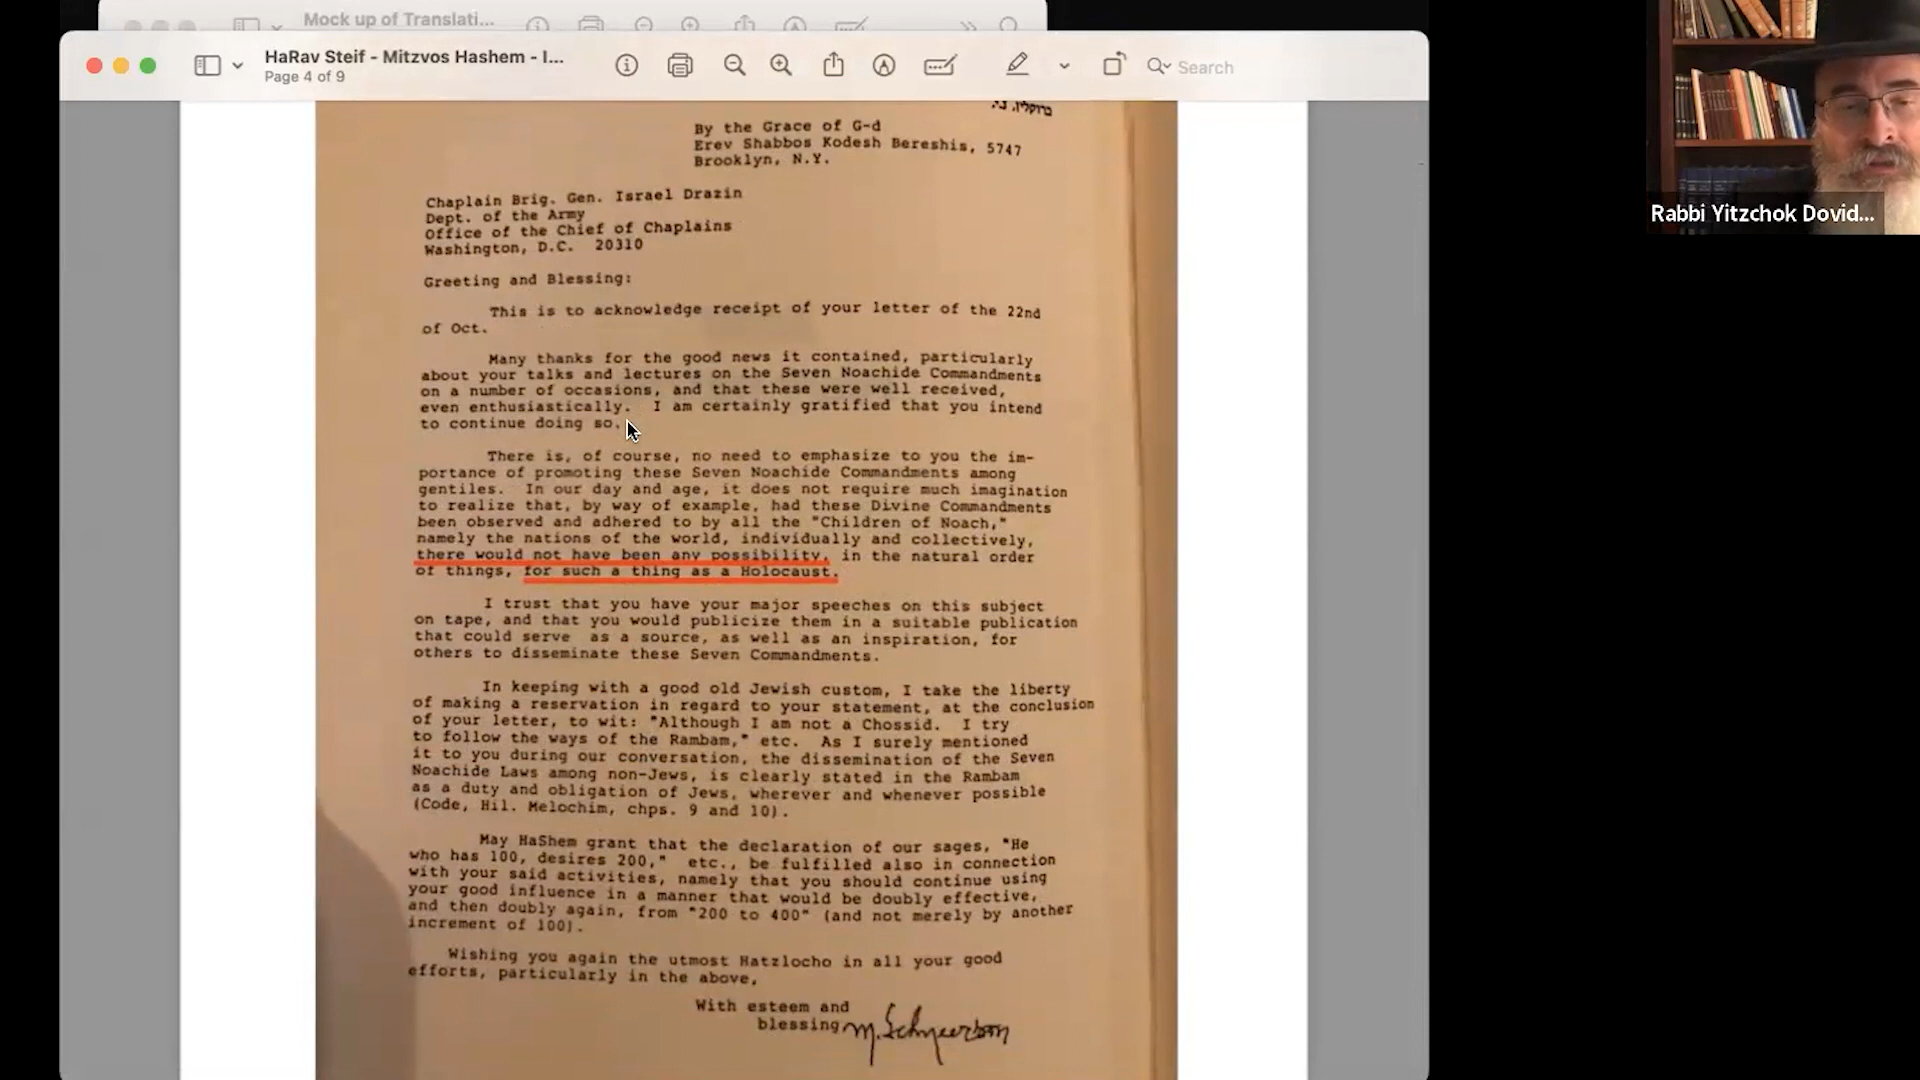 Mock up of Translati...
HaRav Steif - Mitzvos Hashem - I...
Page 4 of 9
Search
ברוקלין, נ.י.
By the Grace of G-d
Erev Shabbos Kodesh Bereshis, 5747
Brooklyn, N.Y.
Chaplain Brig. Gen. Israel Drazin
Dept. of the Army
Office of the Chief of Chaplains
Washington, D.C. 20310
Greeting and Blessing:
This is to acknowledge receipt of your letter of the 22nd
of Oct.
Many thanks for the good news it contained, particularly
about your talks and lectures on the Seven Noachide Commandments
on a number of occasions, and that these were well received,
even enthusiastically. I am certainly gratified that you intend
to continue doing so.
There is, of course, no need to emphasize to you the im-
portance of promoting these Seven Noachide Commandments among
gentiles. In our day and age, it does not require much imagination
to realize that, by way of example, had these Divine Commandments
been observed and adhered to by all the "Children of Noach,"
namely the nations of the world, individually and collectively,
there would not have been any possibility, in the natural order
of things, for such a thing as a Holocaust.
I trust that you have your major speeches on this subject
on tape, and that you would publicize them in a suitable publication
that could serve as a source, as well as an inspiration, for
others to disseminate these Seven Commandments.
In keeping with a good old Jewish custom, I take the liberty
of making a reservation in regard to your statement, at the conclusion
of your letter, to wit: "Although I am not a Chossid. I try
to follow the ways of the Rambam," etc. As I surely mentioned
it to you during our conversation, the dissemination of the Seven
Noachide Laws among non-Jews, is clearly stated in the Rambam
as a duty and obligation of Jews, wherever and whenever possible
(Code, Hil. Melochim, chps. 9 and 10).
May HaShem grant that the declaration of our sages, "He
who has 100, desires 200," etc., be fulfilled also in connection
with your said activities, namely that you should continue using
your good influence in a manner that would be doubly effective,
and then doubly again, from "200 to 400" (and not merely by another
increment of 100).
Wishing you again the utmost Hatzlocho in all your good
efforts, particularly in the above,
With esteem and
blessing
M. Schneerson
Rabbi Yitzchok Dovid...